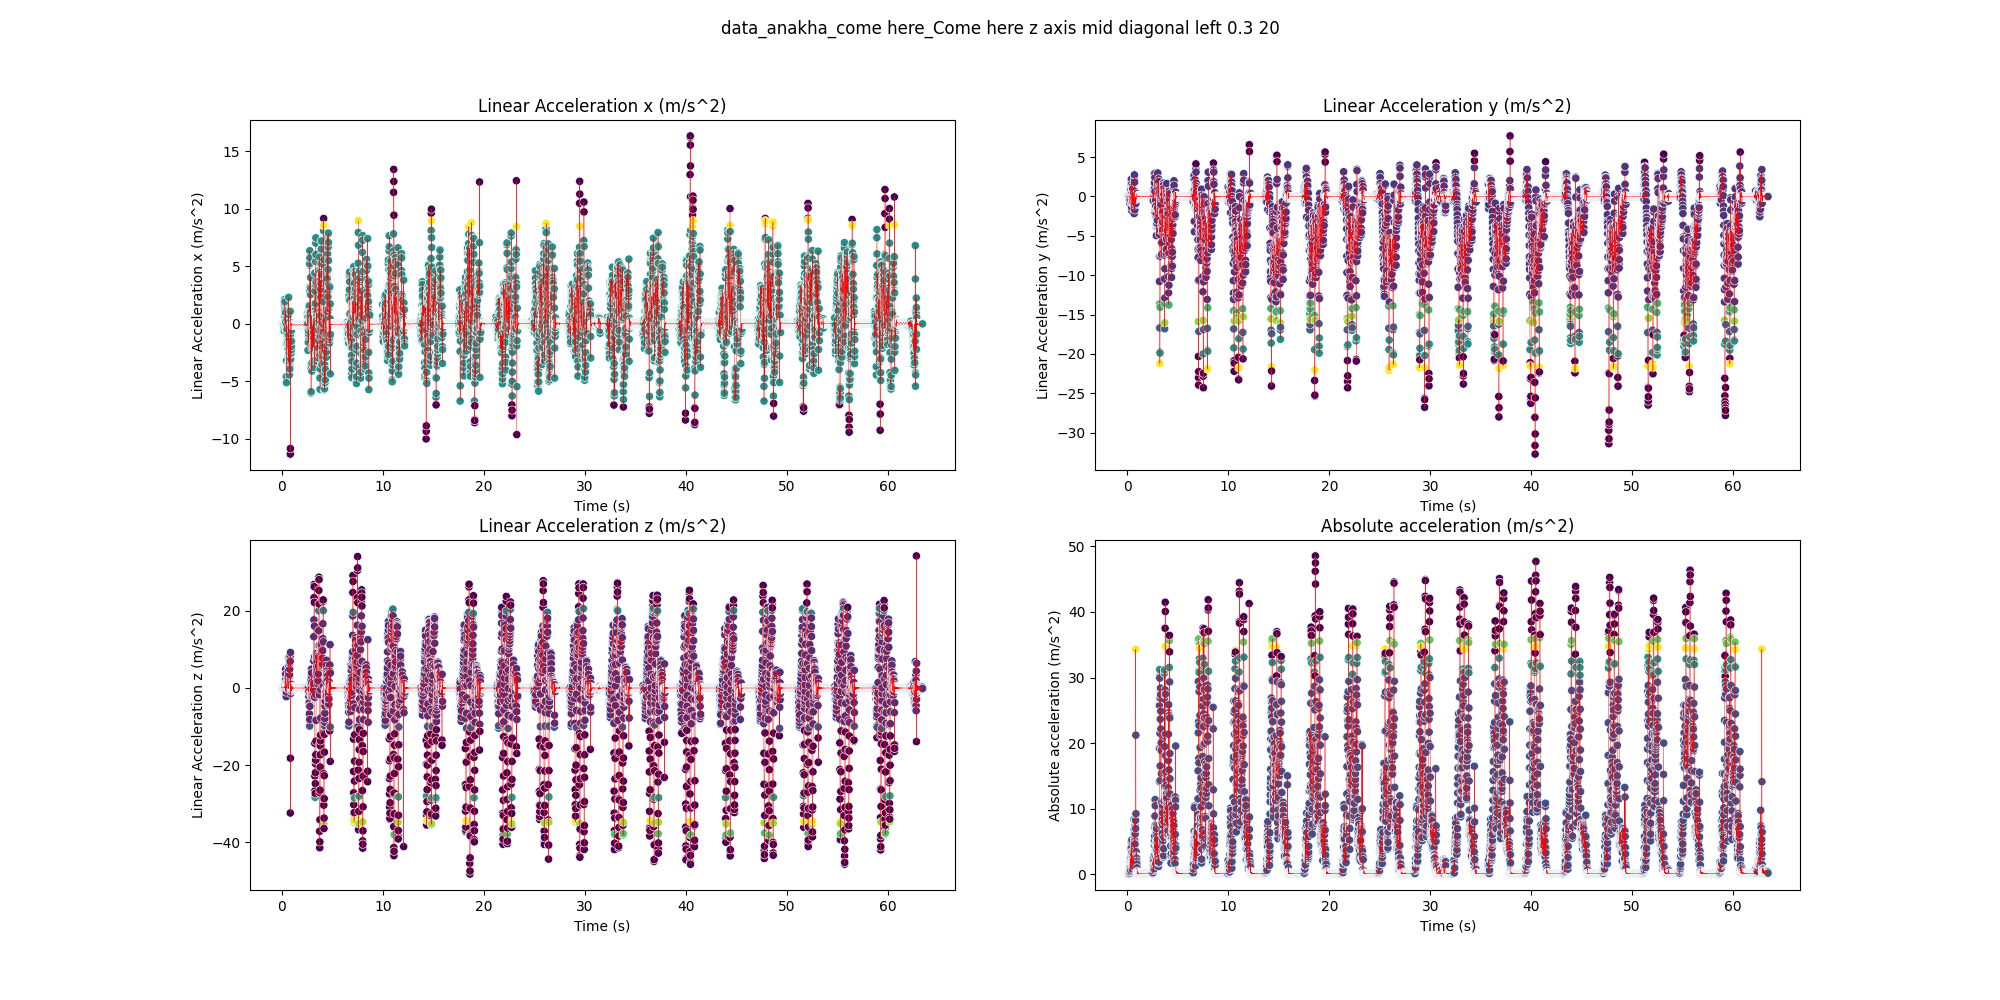 data_anakha_come here_Come here z axis mid diagonal left 0.3 20
Linear Acceleration x (m/s^2)
Linear Acceleration x (m/s^2)
15
10
5
0
−5
−10
0 10 20 30 40 50 60
Time (s)
Linear Acceleration y (m/s^2)
Linear Acceleration y (m/s^2)
5
0
−5
−10
−15
−20
−25
−30
0 10 20 30 40 50 60
Time (s)
Linear Acceleration z (m/s^2)
Linear Acceleration z (m/s^2)
20
0
−20
−40
0 10 20 30 40 50 60
Time (s)
Absolute acceleration (m/s^2)
Absolute acceleration (m/s^2)
50
40
30
20
10
0
0 10 20 30 40 50 60
Time (s)